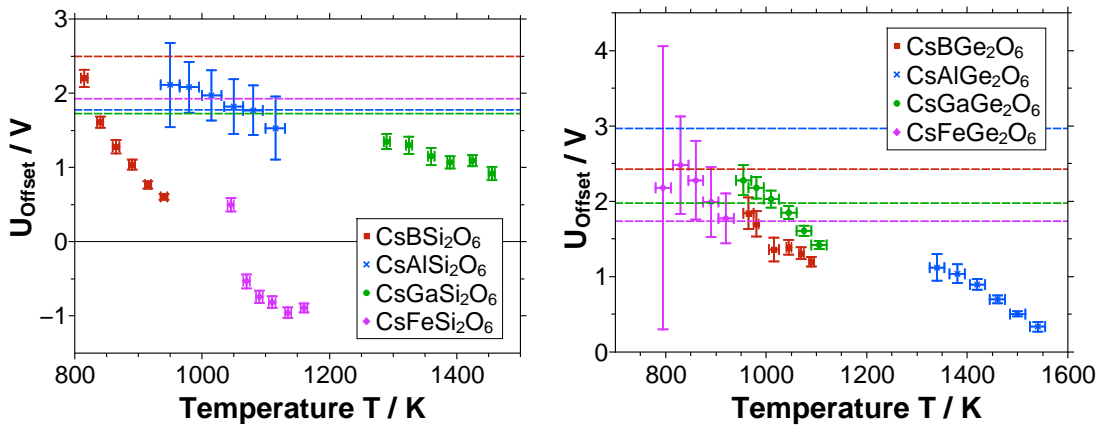 3
2
1
0
−1
U_Offset / V
CsBSi₂O₆
CsAlSi₂O₆
CsGaSi₂O₆
CsFeSi₂O₆
800 1000 1200 1400
Temperature T / K
4
3
2
1
0
U_Offset / V
CsBGe₂O₆
CsAlGe₂O₆
CsGaGe₂O₆
CsFeGe₂O₆
800 1000 1200 1400 1600
Temperature T / K